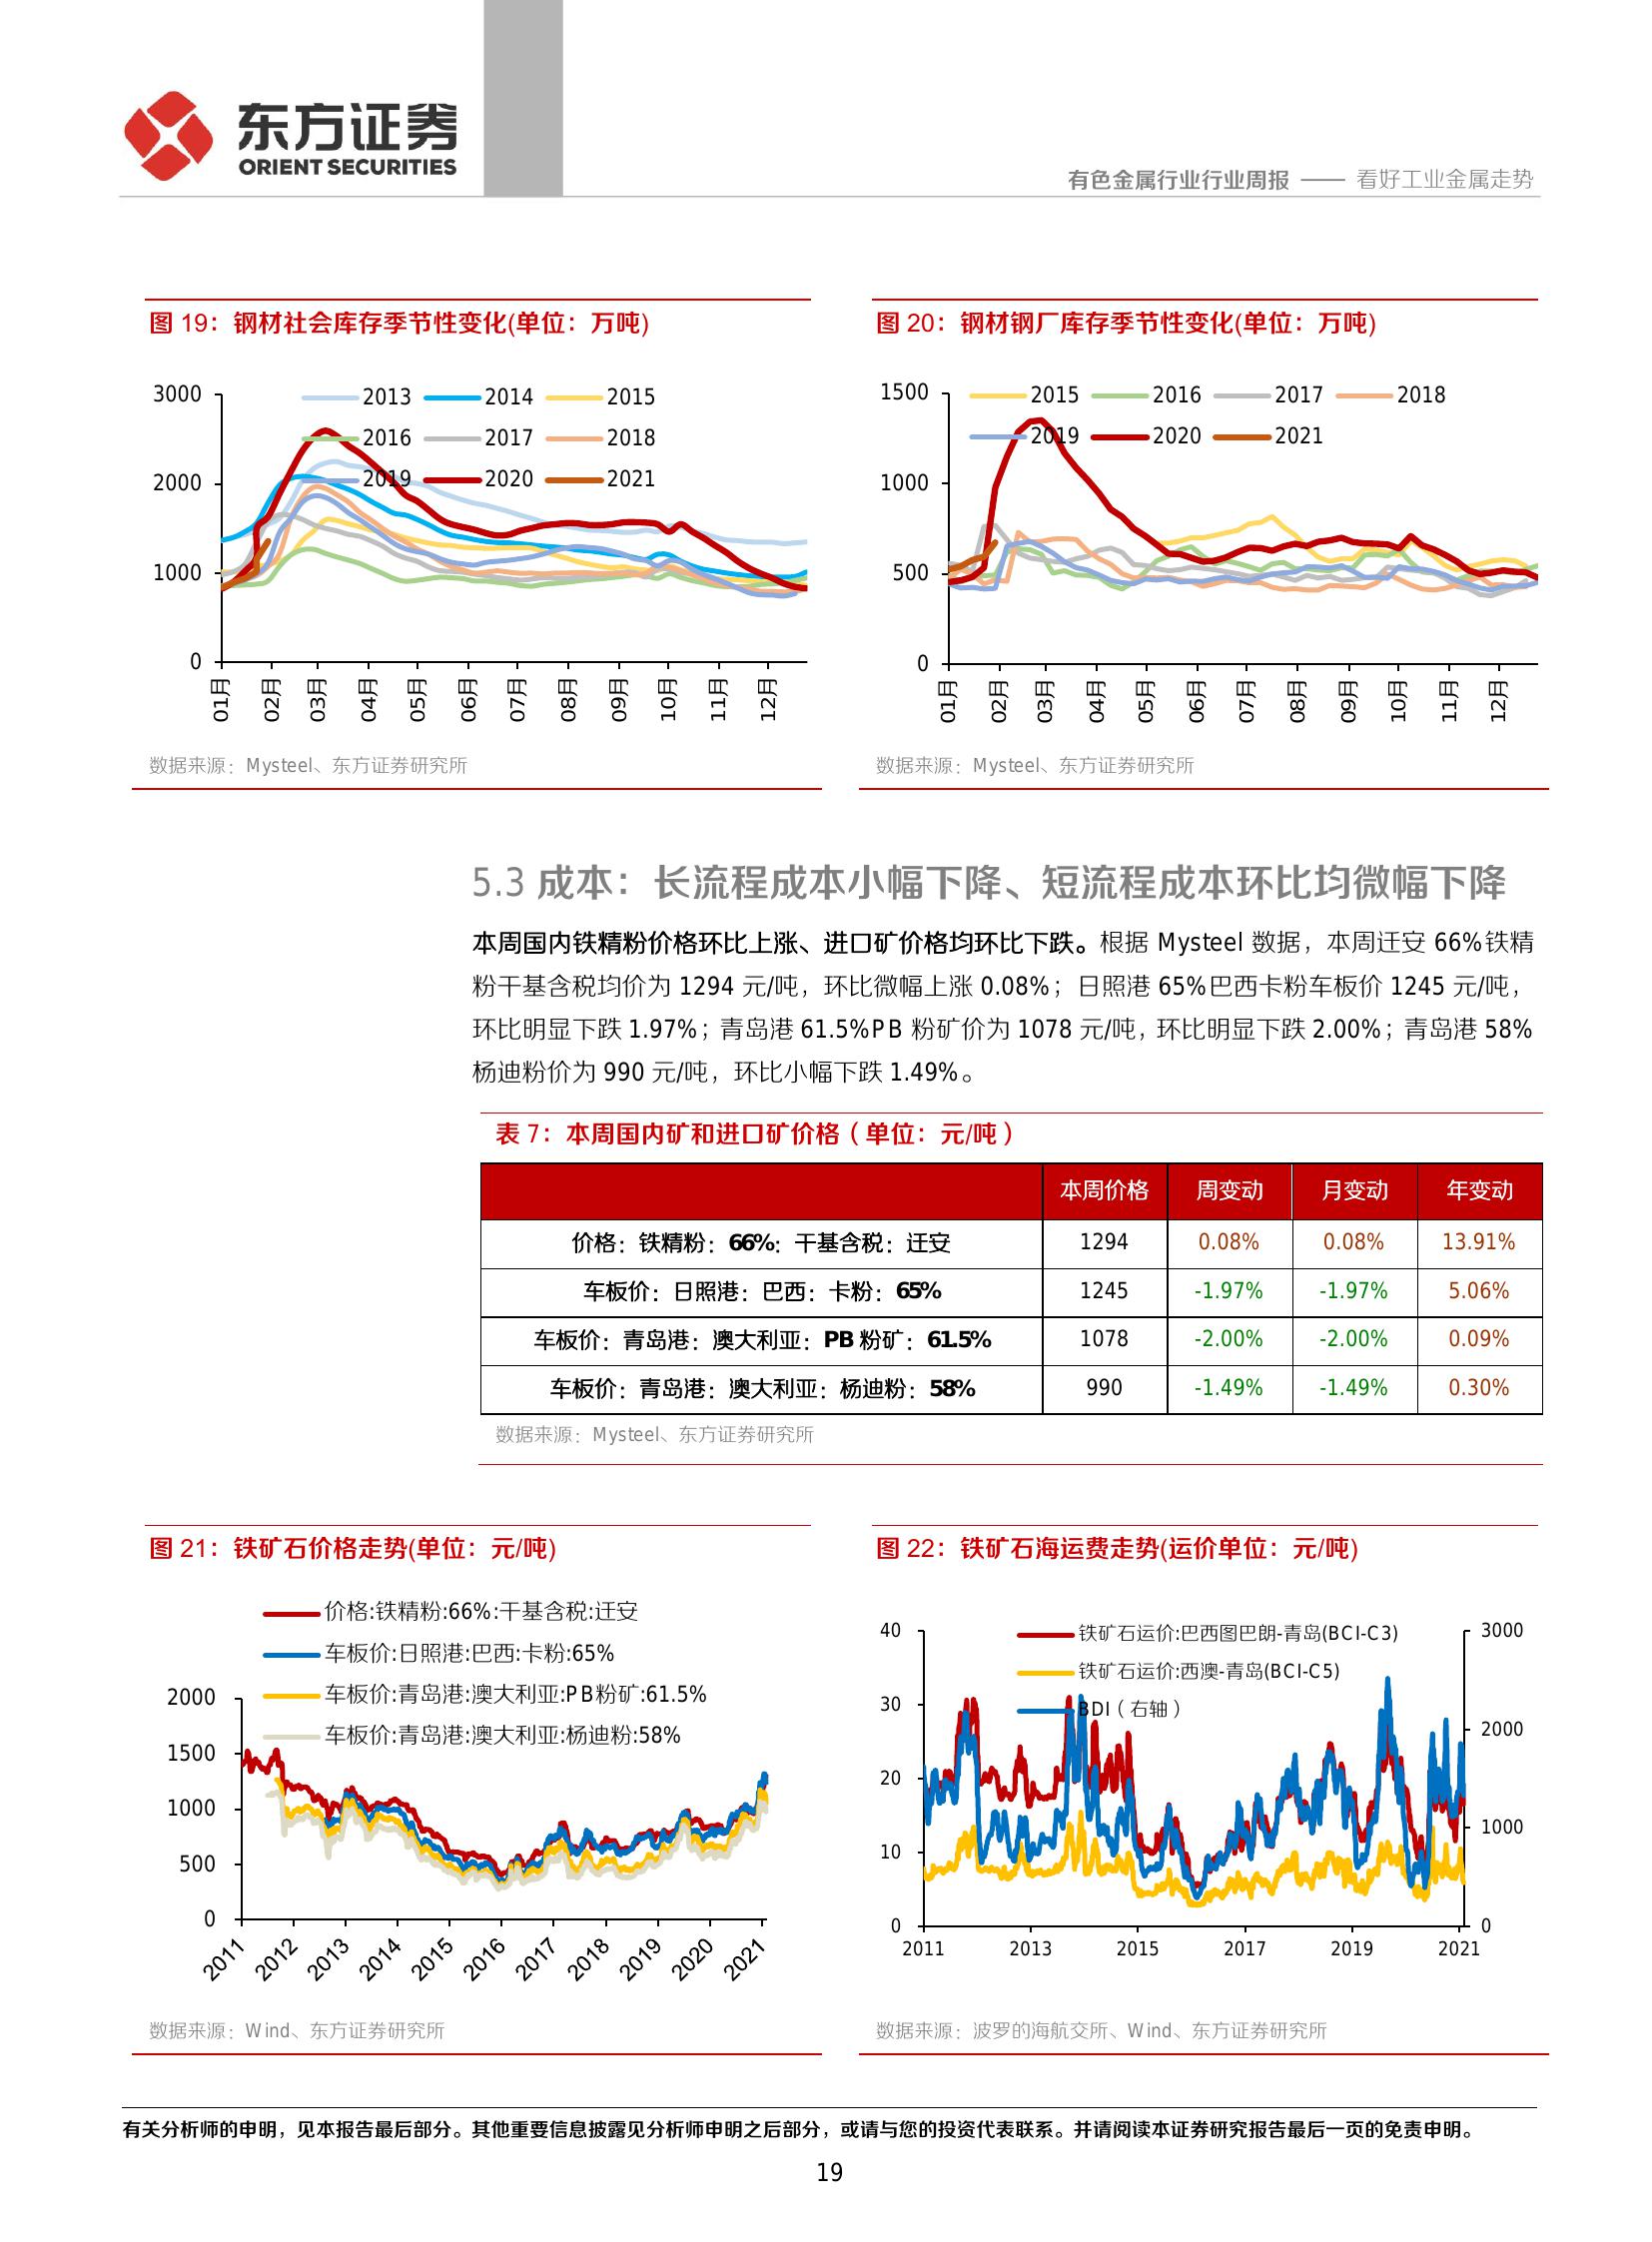 东方证券
ORIENT SECURITIES
有色金属行业行业周报 —— 看好工业金属走势
图 19：钢材社会库存季节性变化(单位：万吨)
3000
2000
1000
0
2013 2014 2015
2016 2017 2018
2019 2020 2021
01月 02月 03月 04月 05月 06月 07月 08月 09月 10月 11月 12月
数据来源：Mysteel、东方证券研究所
图 20：钢材钢厂库存季节性变化(单位：万吨)
1500
1000
500
0
2015 2016 2017 2018
2019 2020 2021
01月 02月 03月 04月 05月 06月 07月 08月 09月 10月 11月 12月
数据来源：Mysteel、东方证券研究所
5.3 成本：长流程成本小幅下降、短流程成本环比均微幅下降
本周国内铁精粉价格环比上涨、进口矿价格均环比下跌。根据 Mysteel 数据，本周迁安 66%铁精
粉干基含税均价为 1294 元/吨，环比微幅上涨 0.08%；日照港 65%巴西卡粉车板价 1245 元/吨，
环比明显下跌 1.97%；青岛港 61.5%PB 粉矿价为 1078 元/吨，环比明显下跌 2.00%；青岛港 58%
杨迪粉价为 990 元/吨，环比小幅下跌 1.49%。
表 7：本周国内矿和进口矿价格（单位：元/吨）
本周价格 周变动 月变动 年变动
价格：铁精粉：66%：干基含税：迁安 1294 0.08% 0.08% 13.91%
车板价：日照港：巴西：卡粉：65% 1245 -1.97% -1.97% 5.06%
车板价：青岛港：澳大利亚：PB 粉矿：61.5% 1078 -2.00% -2.00% 0.09%
车板价：青岛港：澳大利亚：杨迪粉：58% 990 -1.49% -1.49% 0.30%
数据来源：Mysteel、东方证券研究所
图 21：铁矿石价格走势(单位：元/吨)
价格:铁精粉:66%:干基含税:迁安
车板价:日照港:巴西:卡粉:65%
车板价:青岛港:澳大利亚:PB粉矿:61.5%
车板价:青岛港:澳大利亚:杨迪粉:58%
2000
1500
1000
500
0
2011 2012 2013 2014 2015 2016 2017 2018 2019 2020 2021
数据来源：Wind、东方证券研究所
图 22：铁矿石海运费走势(运价单位：元/吨)
铁矿石运价:巴西图巴朗-青岛(BCI-C3)
铁矿石运价:西澳-青岛(BCI-C5)
BDI（右轴）
40
30
20
10
0
3000
2000
1000
0
2011 2013 2015 2017 2019 2021
数据来源：波罗的海航交所、Wind、东方证券研究所
有关分析师的申明，见本报告最后部分。其他重要信息披露见分析师申明之后部分，或请与您的投资代表联系。并请阅读本证券研究报告最后一页的免责申明。
19